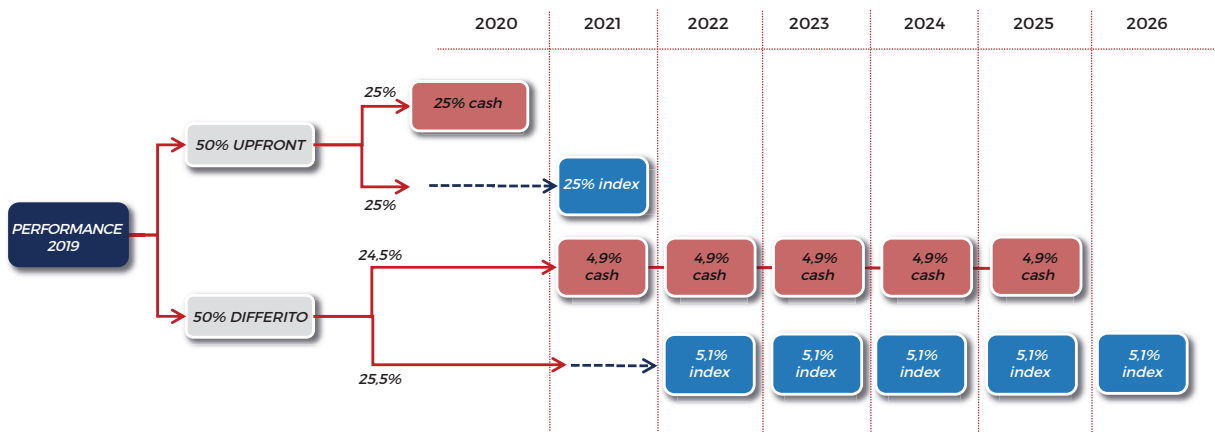 2020 2021 2022 2023 2024 2025 2026
25%
25% cash
50% UPFRONT
25%
25% index
PERFORMANCE
2019
24,5%
4,9%
cash
4,9%
cash
4,9%
cash
4,9%
cash
4,9%
cash
50% DIFFERITO
25,5%
5,1%
index
5,1%
index
5,1%
index
5,1%
index
5,1%
index